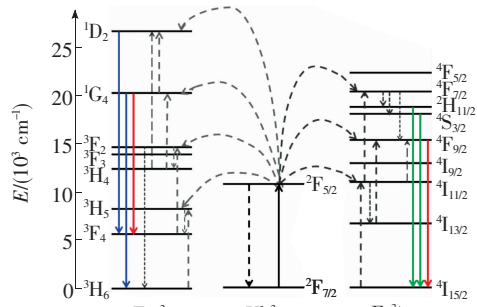 E/(10³ cm⁻¹)
25
20
15
10
5
0
¹D₂
¹G₄
³F₂
³F₃
³H₄
³H₅
³F₄
³H₆
²F₅/₂
²F₇/₂
⁴F₅/₂
⁴F₇/₂
²H₁₁/₂
⁴S₃/₂
⁴F₉/₂
⁴I₉/₂
⁴I₁₁/₂
⁴I₁₃/₂
⁴I₁₅/₂